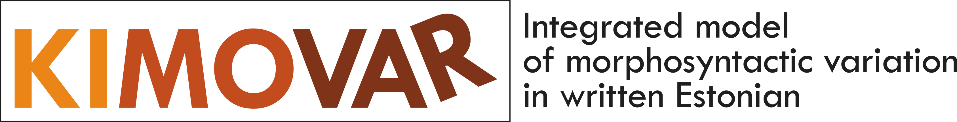 KIMOVAR
Integrated model
of morphosyntactic variation
in written Estonian